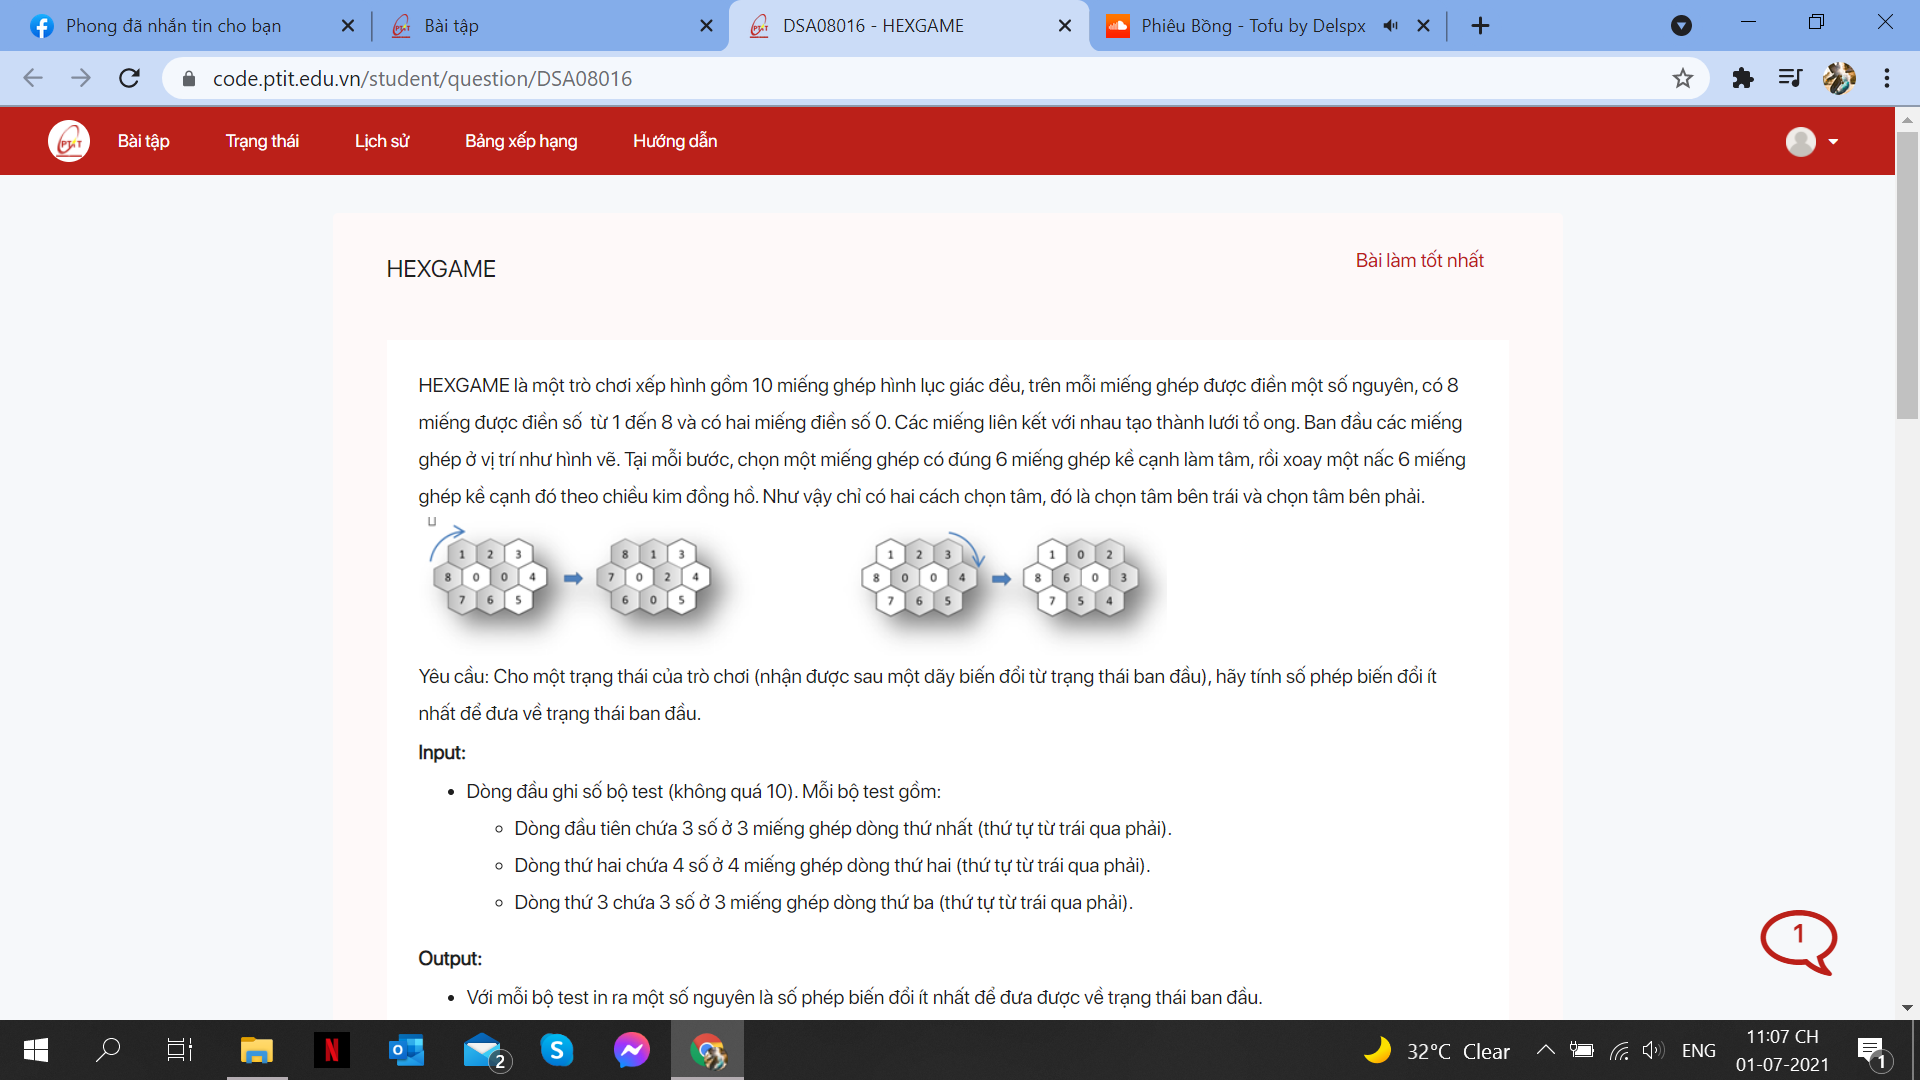 Phong đã nhắn tin cho bạn
Bài tập
DSA08016 - HEXGAME
Phiêu Bồng - Tofu by Delspx
code.ptit.edu.vn/student/question/DSA08016
PTIT
Bài tập
Trạng thái
Lịch sử
Bảng xếp hạng
Hướng dẫn
HEXGAME
Bài làm tốt nhất
HEXGAME là một trò chơi xếp hình gồm 10 miếng ghép hình lục giác đều, trên mỗi miếng ghép được điền một số nguyên, có 8
miếng được điền số từ 1 đến 8 và có hai miếng điền số 0. Các miếng liên kết với nhau tạo thành lưới tổ ong. Ban đầu các miếng
ghép ở vị trí như hình vẽ. Tại mỗi bước, chọn một miếng ghép có đúng 6 miếng ghép kề cạnh làm tâm, rồi xoay một nấc 6 miếng
ghép kề cạnh đó theo chiều kim đồng hồ. Như vậy chỉ có hai cách chọn tâm, đó là chọn tâm bên trái và chọn tâm bên phải.
1 2 3 8 1 3 1 2 3 1 0 2
8 0 0 4 7 0 2 4 8 0 0 4 8 6 0 3
7 6 5 6 0 5 7 6 5 7 5 4
Yêu cầu: Cho một trạng thái của trò chơi (nhận được sau một dãy biến đổi từ trạng thái ban đầu), hãy tính số phép biến đổi ít
nhất để đưa về trạng thái ban đầu.
Input:
• Dòng đầu ghi số bộ test (không quá 10). Mỗi bộ test gồm:
◦ Dòng đầu tiên chứa 3 số ở 3 miếng ghép dòng thứ nhất (thứ tự từ trái qua phải).
◦ Dòng thứ hai chứa 4 số ở 4 miếng ghép dòng thứ hai (thứ tự từ trái qua phải).
◦ Dòng thứ 3 chứa 3 số ở 3 miếng ghép dòng thứ ba (thứ tự từ trái qua phải).
1
Output:
• Với mỗi bộ test in ra một số nguyên là số phép biến đổi ít nhất để đưa được về trạng thái ban đầu.
N
2
32°C Clear
ENG
11:07 CH
01-07-2021
1